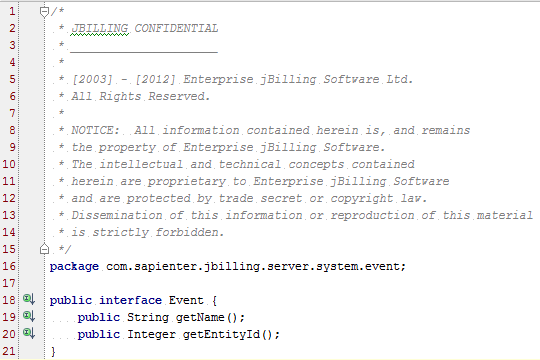 1 /*
2 * JBILLING CONFIDENTIAL
3 * _____________________
4 *
5 * [2003] - [2012] Enterprise jBilling Software Ltd.
6 * All Rights Reserved.
7 *
8 * NOTICE:  All information contained herein is, and remains
9 * the property of Enterprise jBilling Software.
10 * The intellectual and technical concepts contained
11 * herein are proprietary to Enterprise jBilling Software
12 * and are protected by trade secret or copyright law.
13 * Dissemination of this information or reproduction of this material
14 * is strictly forbidden.
15 */
16 package com.sapienter.jbilling.server.system.event;
17
18 public interface Event {
19     public String getName();
20     public Integer getEntityId();
21 }